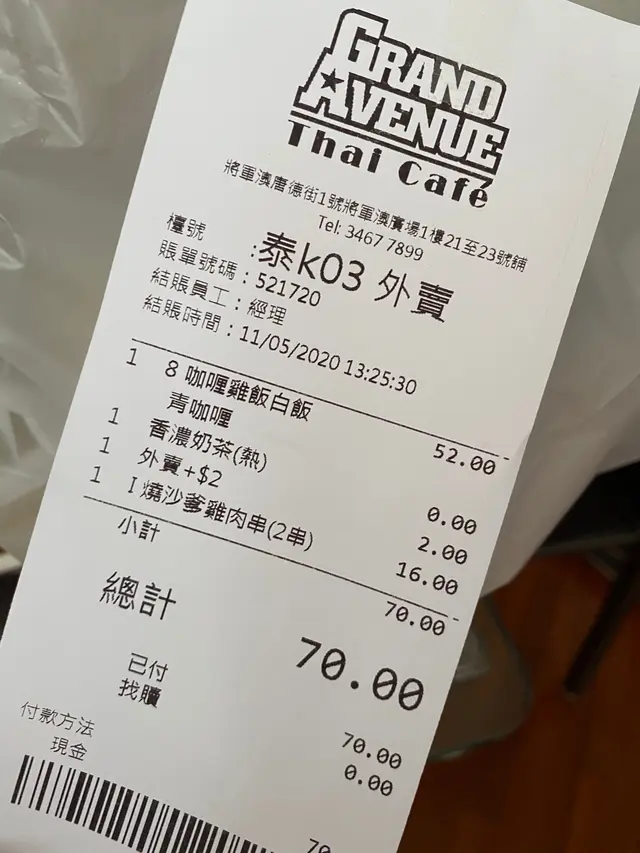 GRAND
AVENUE
Thai Café
將軍澳唐德街1號將軍澳廣場1樓21至23號舖
Tel: 3467 7899
檯號 :泰k03 外賣
賬單號碼 : 521720
結賬員工 : 經理
結賬時間 : 11/05/2020 13:25:30
1 8 咖喱雞飯白飯 52.00
青咖喱
1 香濃奶茶(熱) 0.00
1 外賣+$2 2.00
1 I 燒沙爹雞肉串(2串) 16.00
小計 70.00
總計 70.00
已付 70.00
找贖 0.00
付款方法
現金 70